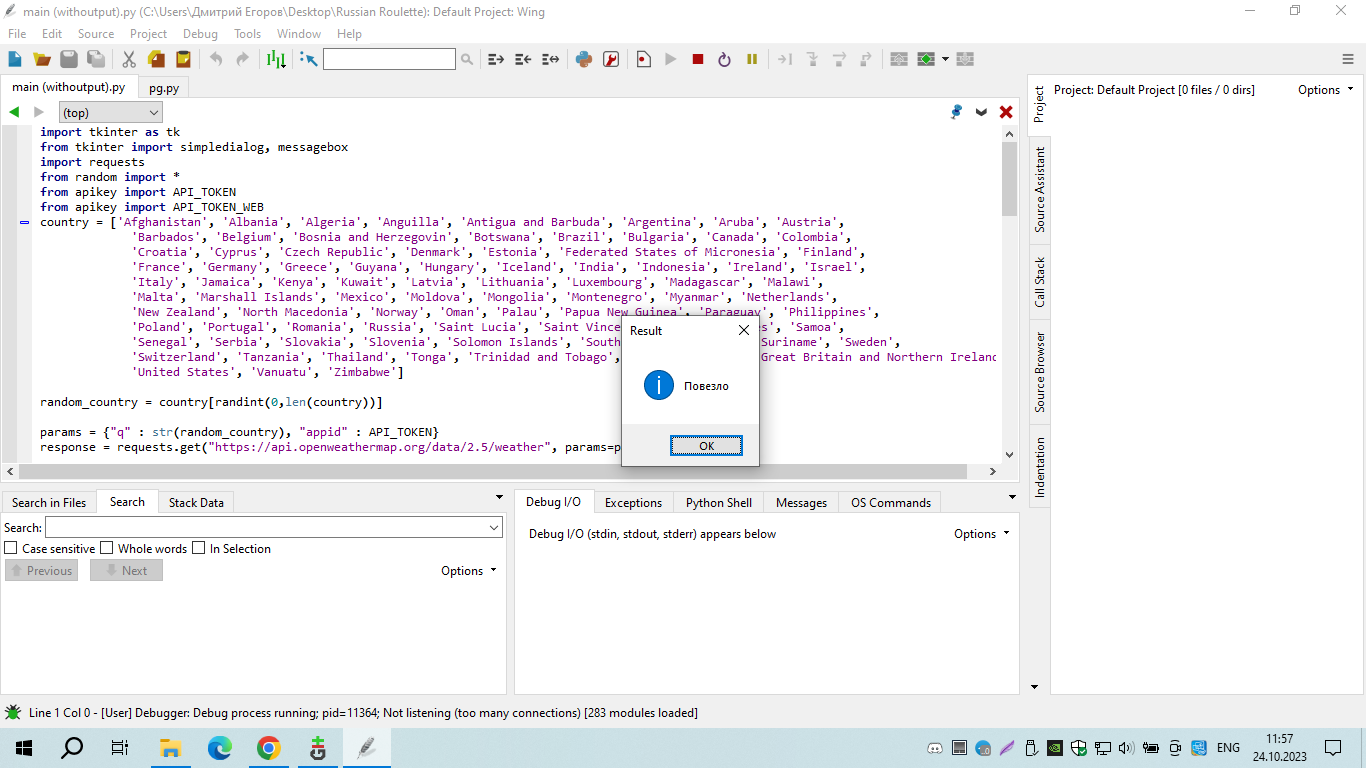 main (withoutput).py (C:\Users\Дмитрий Егоров\Desktop\Russian Roulette): Default Project: Wing
File Edit Source Project Debug Tools Window Help
main (withoutput).py pg.py
(top)
import tkinter as tk
from tkinter import simpledialog, messagebox
import requests
from random import *
from apikey import API_TOKEN
from apikey import API_TOKEN_WEB
country = ['Afghanistan', 'Albania', 'Algeria', 'Anguilla', 'Antigua and Barbuda', 'Argentina', 'Aruba', 'Austria',
'Barbados', 'Belgium', 'Bosnia and Herzegovin', 'Botswana', 'Brazil', 'Bulgaria', 'Canada', 'Colombia',
'Croatia', 'Cyprus', 'Czech Republic', 'Denmark', 'Estonia', 'Federated States of Micronesia', 'Finland',
'France', 'Germany', 'Greece', 'Guyana', 'Hungary', 'Iceland', 'India', 'Indonesia', 'Ireland', 'Israel',
'Italy', 'Jamaica', 'Kenya', 'Kuwait', 'Latvia', 'Lithuania', 'Luxembourg', 'Madagascar', 'Malawi',
'Malta', 'Marshall Islands', 'Mexico', 'Moldova', 'Mongolia', 'Montenegro', 'Myanmar', 'Netherlands',
'New Zealand', 'North Macedonia', 'Norway', 'Oman', 'Palau', 'Papua New Guinea', 'Paraguay', 'Philippines',
'Poland', 'Portugal', 'Romania', 'Russia', 'Saint Lucia', 'Saint Vince es', 'Samoa',
'Senegal', 'Serbia', 'Slovakia', 'Slovenia', 'Solomon Islands', 'South Suriname', 'Sweden',
'Switzerland', 'Tanzania', 'Thailand', 'Tonga', 'Trinidad and Tobago', Great Britain and Northern Ireland
'United States', 'Vanuatu', 'Zimbabwe']
random_country = country[randint(0,len(country))]
params = {"q" : str(random_country), "appid" : API_TOKEN}
response = requests.get("https://api.openweathermap.org/data/2.5/weather", params=p
Result
Повезло
OK
Project: Default Project [0 files / 0 dirs] Options
Project
Source Assistant
Call Stack
Source Browser
Indentation
Search in Files Search Stack Data
Search:
Case sensitive Whole words In Selection
Previous Next Options
Debug I/O Exceptions Python Shell Messages OS Commands
Debug I/O (stdin, stdout, stderr) appears below Options
Line 1 Col 0 - [User] Debugger: Debug process running; pid=11364; Not listening (too many connections) [283 modules loaded]
ENG
11:57
24.10.2023